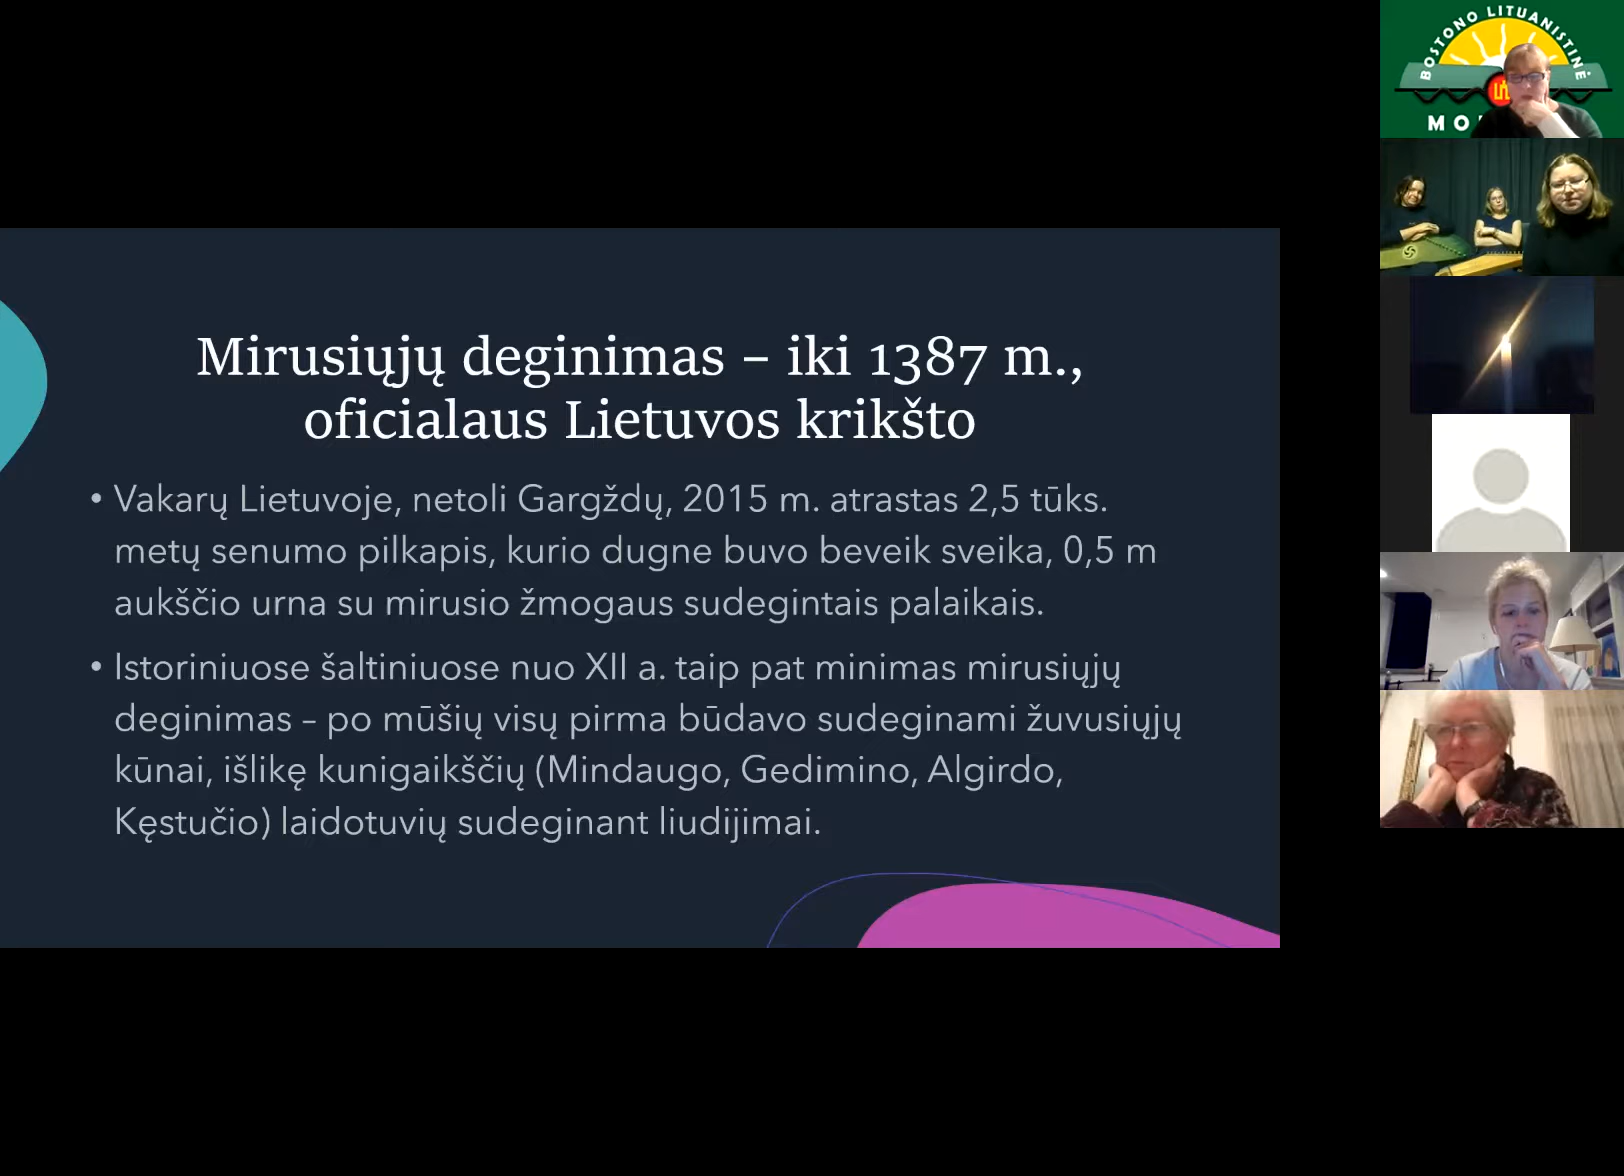 Mirusiųjų deginimas – iki 1387 m.,
oficialaus Lietuvos krikšto
• Vakarų Lietuvoje, netoli Gargždų, 2015 m. atrastas 2,5 tūks.
metų senumo pilkapis, kurio dugne buvo beveik sveika, 0,5 m
aukščio urna su mirusio žmogaus sudegintais palaikais.
• Istoriniuose šaltiniuose nuo XII a. taip pat minimas mirusiųjų
deginimas – po mūšių visų pirma būdavo sudeginami žuvusiųjų
kūnai, išlikę kunigaikščių (Mindaugo, Gedimino, Algirdo,
Kęstučio) laidotuvių sudeginant liudijimai.
BOSTONO LITUANISTINĖ